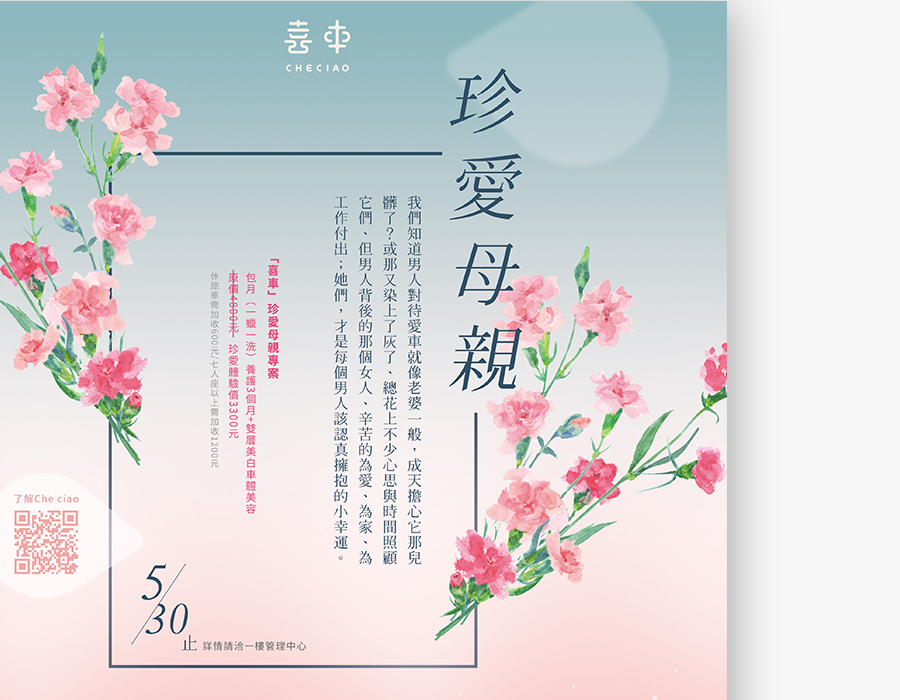 喜車
CHECIAO
珍愛母親
我們知道男人對待愛車就像老婆一般，成天擔心它那兒
髒了？或那又染上了灰了、總花上不少心思與時間照顧
它們、但男人背後的那個女人、辛苦的為愛、為家、為
工作付出；她們，才是每個男人該認真擁抱的小幸運。
「喜車」珍愛母親專案
包月（一蠟一洗）養護3個月+雙層美白車體美容
原價4800元 珍愛體驗價3300元
休旅車需加收600元/七人座以上需加收1200元
了解Che ciao
5/30
止 詳情請洽一樓管理中心